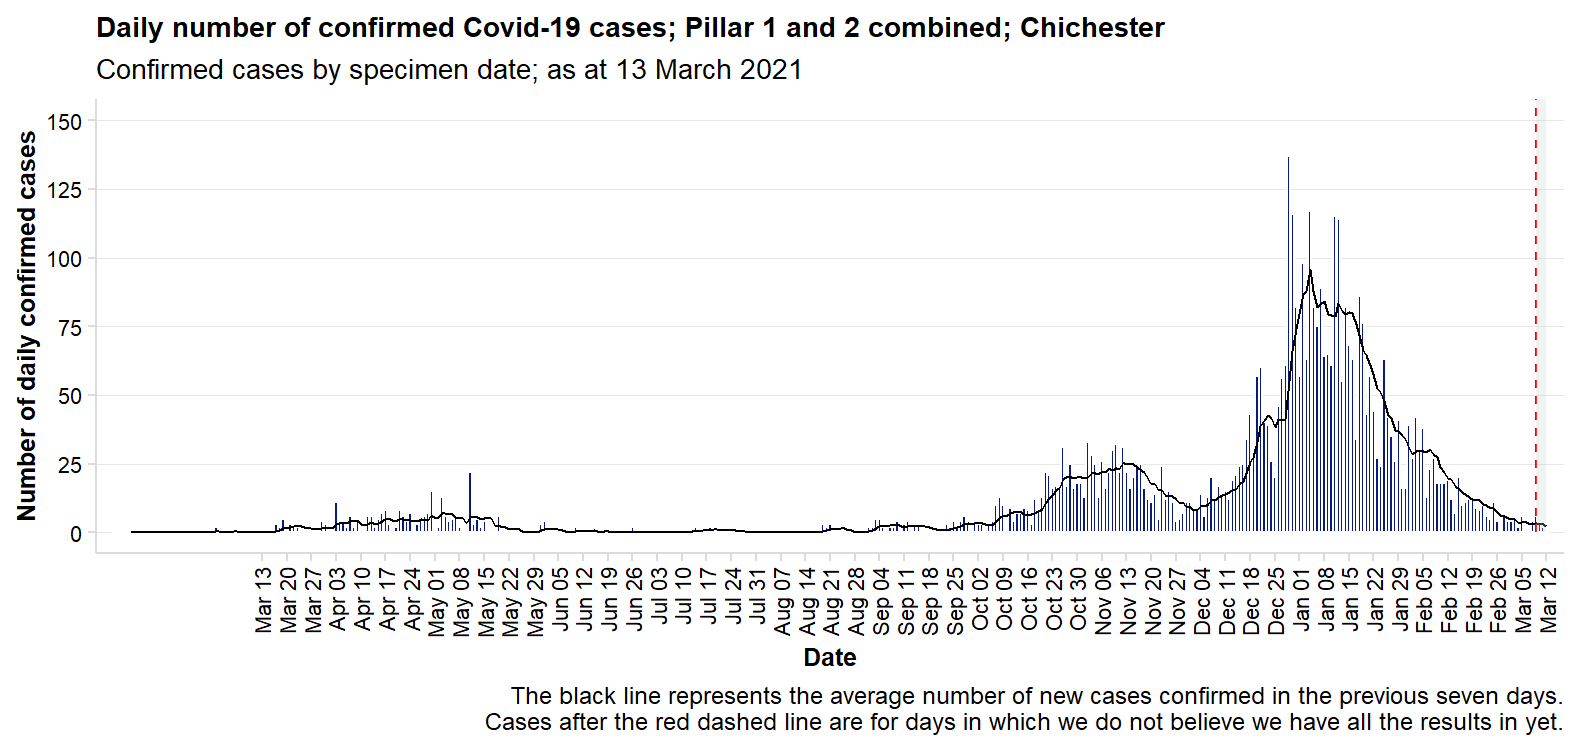 Daily number of confirmed Covid-19 cases; Pillar 1 and 2 combined; Chichester
Confirmed cases by specimen date; as at 13 March 2021
Number of daily confirmed cases
150
125
100
75
50
25
0
Mar 13
Mar 20
Mar 27
Apr 03
Apr 10
Apr 17
Apr 24
May 01
May 08
May 15
May 22
May 29
Jun 05
Jun 12
Jun 19
Jun 26
Jul 03
Jul 10
Jul 17
Jul 24
Jul 31
Aug 07
Aug 14
Aug 21
Aug 28
Sep 04
Sep 11
Sep 18
Sep 25
Oct 02
Oct 09
Oct 16
Oct 23
Oct 30
Nov 06
Nov 13
Nov 20
Nov 27
Dec 04
Dec 11
Dec 18
Dec 25
Jan 01
Jan 08
Jan 15
Jan 22
Jan 29
Feb 05
Feb 12
Feb 19
Feb 26
Mar 05
Mar 12
Date
The black line represents the average number of new cases confirmed in the previous seven days.
Cases after the red dashed line are for days in which we do not believe we have all the results in yet.